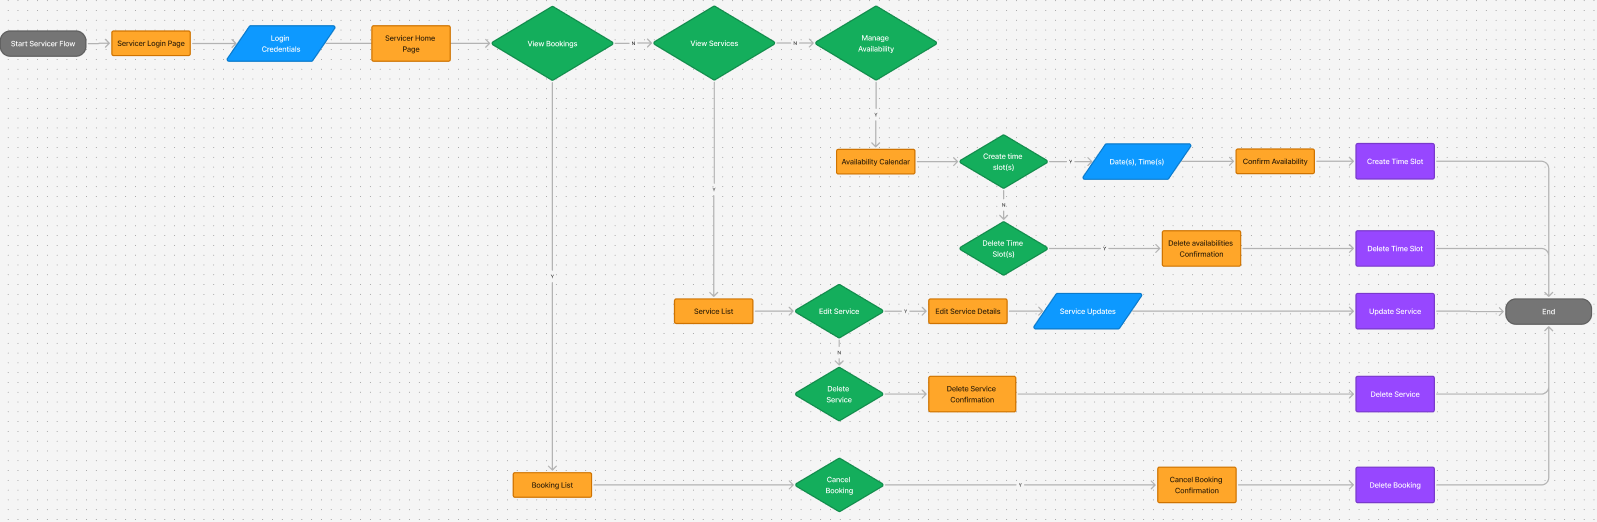 Start Servicer Flow
Servicer Login Page
Login
Credentials
Servicer Home
Page
View Bookings
N
View Services
N
Manage
Availability
Y
Availability Calendar
Create time
slot(s)
Y
Date(s), Time(s)
Confirm Availability
Create Time Slot
Y
N
Delete Time
Slot(s)
Y
Delete availabilities
Confirmation
Delete Time Slot
Y
Service List
Edit Service
Y
Edit Service Details
Service Updates
Update Service
End
N
Delete
Service
Delete Service
Confirmation
Delete Service
Booking List
Cancel
Booking
Y
Cancel Booking
Confirmation
Delete Booking